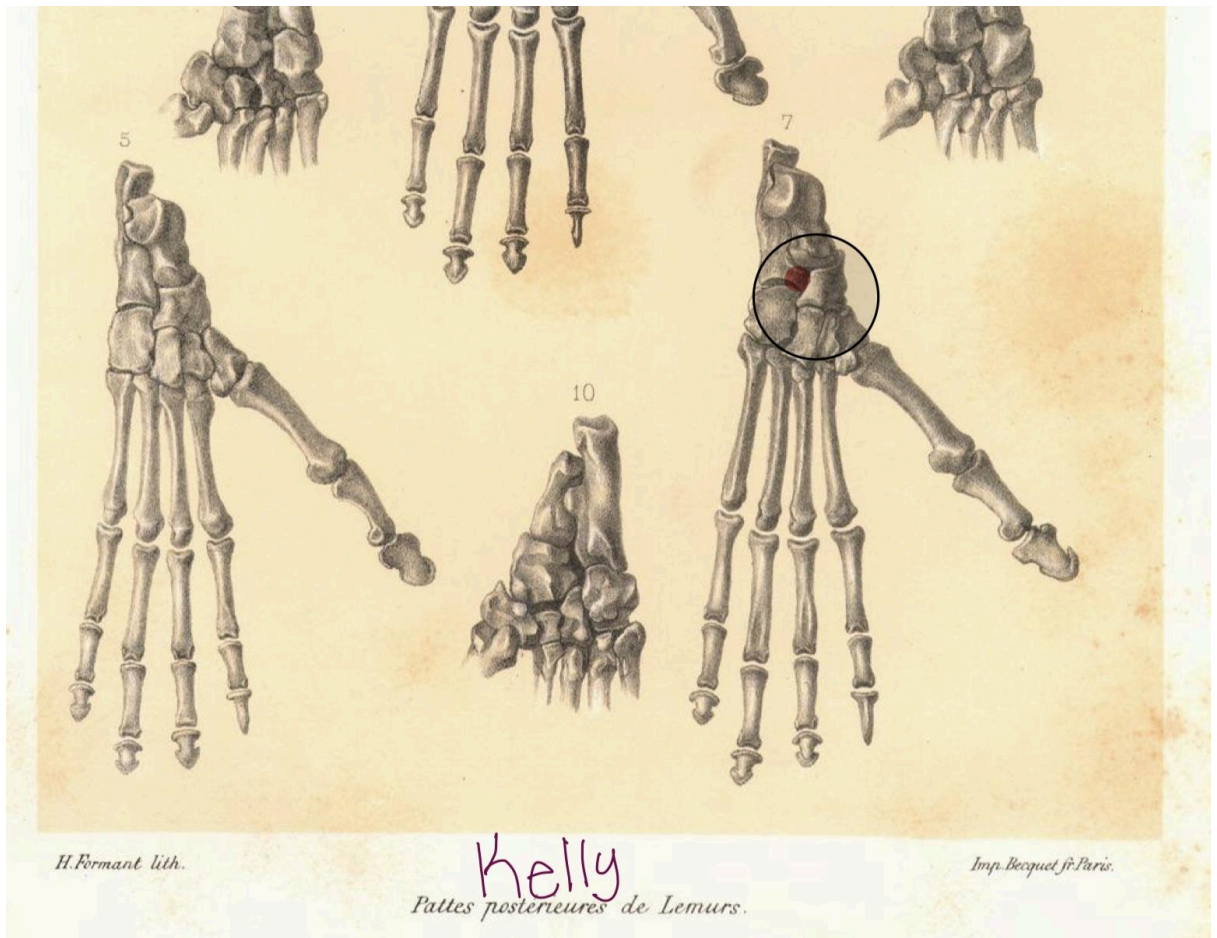 5
7
10
H. Formant lith.
Kelly
Imp. Becquet fr. Paris.
Pattes postérieures de Lemurs.